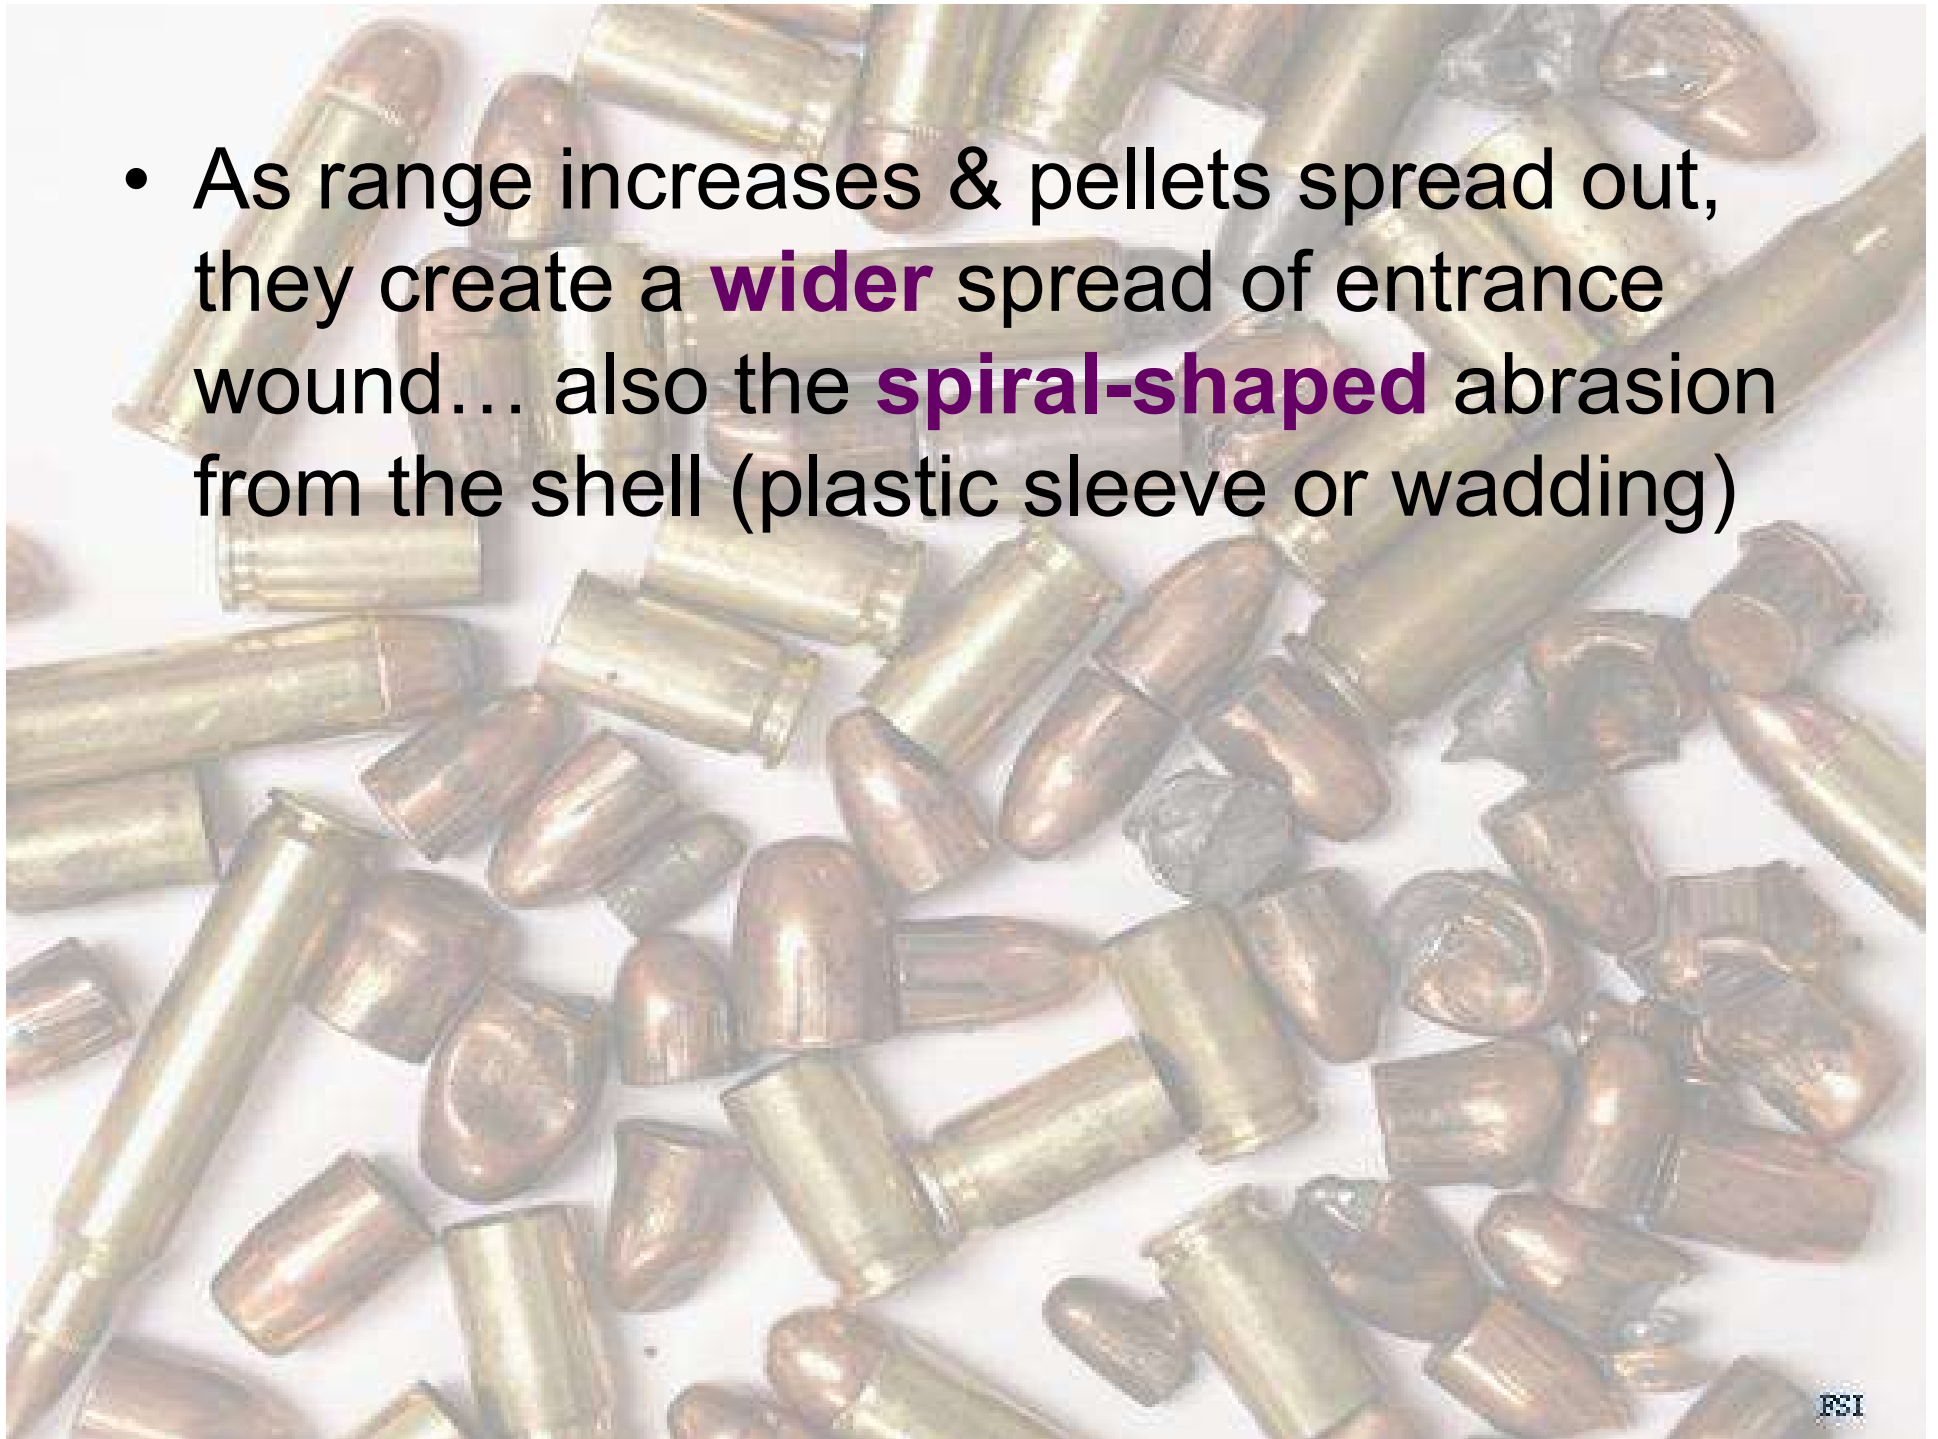 • As range increases & pellets spread out,
they create a wider spread of entrance
wound… also the spiral-shaped abrasion
from the shell (plastic sleeve or wadding)
FSI